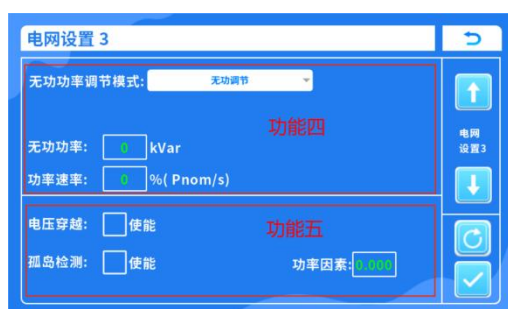 电网设置 3
无功功率调节模式: 无功调节
功能四
电网
设置3
无功功率: 0 kVar
功率速率: 0 %( Pnom/s)
电压穿越: 使能
功能五
孤岛检测: 使能 功率因素: 0.000